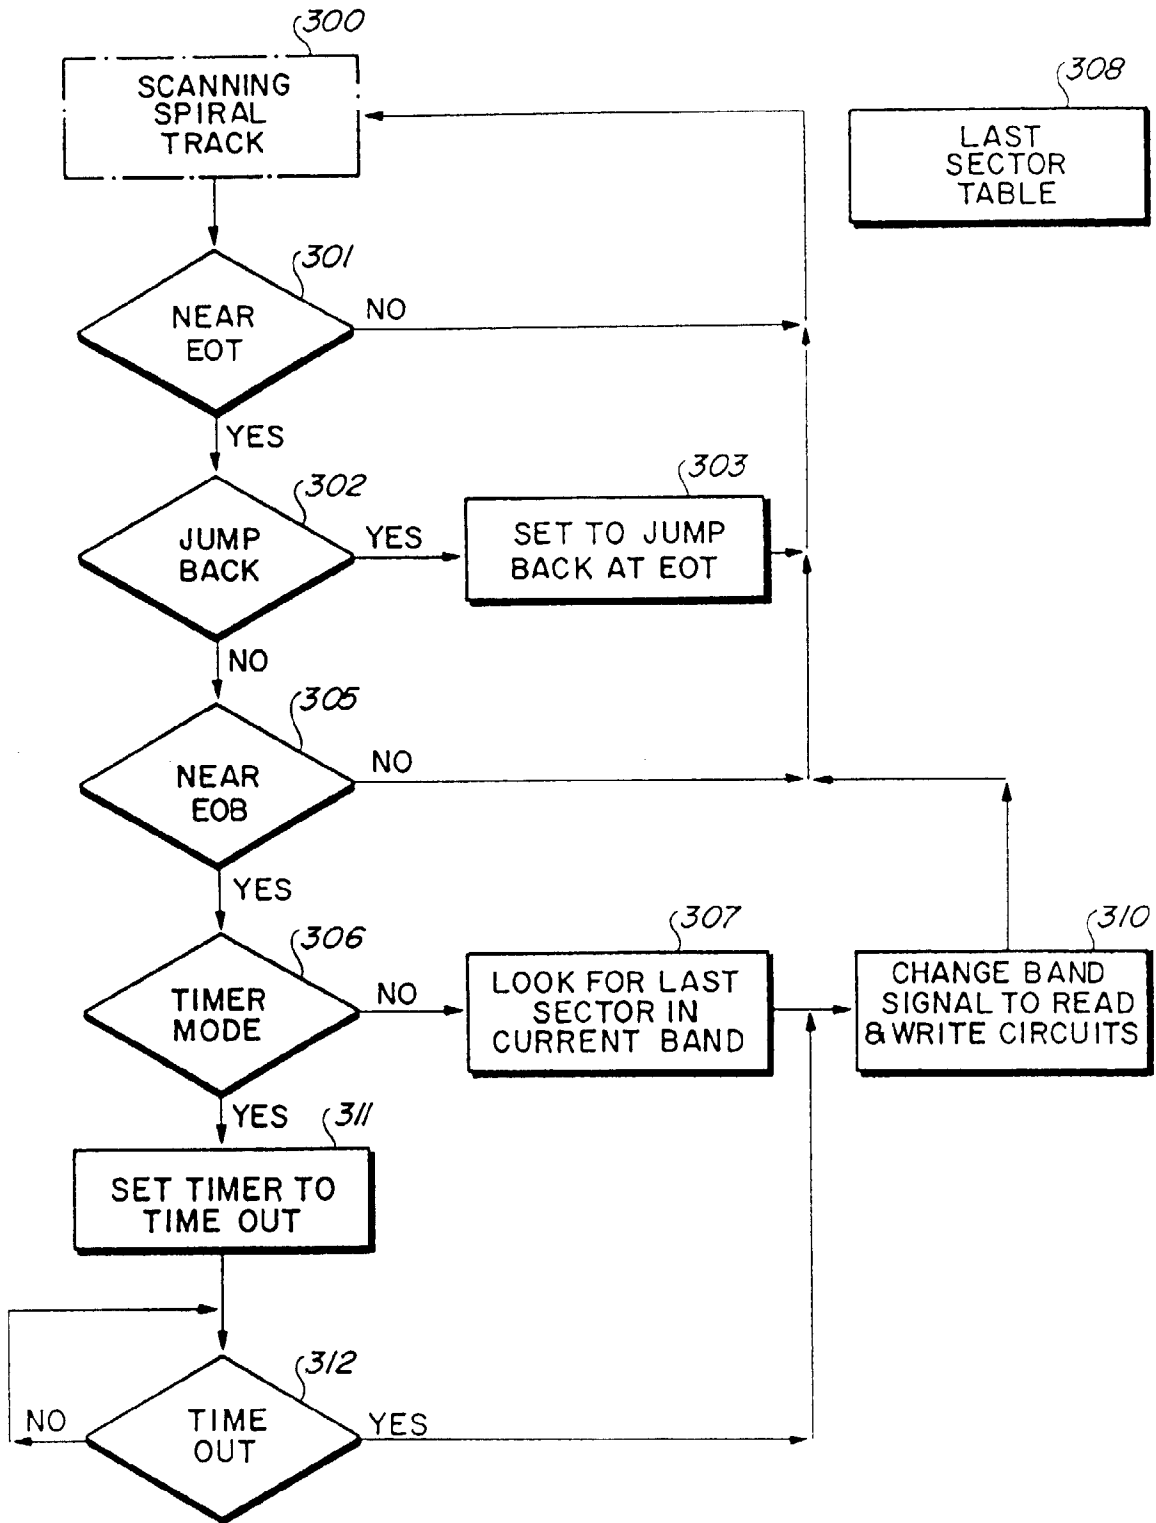 300
SCANNING
SPIRAL
TRACK
308
LAST
SECTOR
TABLE
301
NEAR
EOT
NO
YES
302
JUMP
BACK
YES
303
SET TO JUMP
BACK AT EOT
NO
305
NEAR
EOB
NO
YES
306
TIMER
MODE
NO
307
LOOK FOR LAST
SECTOR IN
CURRENT BAND
310
CHANGE BAND
SIGNAL TO READ
& WRITE CIRCUITS
YES
311
SET TIMER TO
TIME OUT
312
TIME
OUT
NO
YES